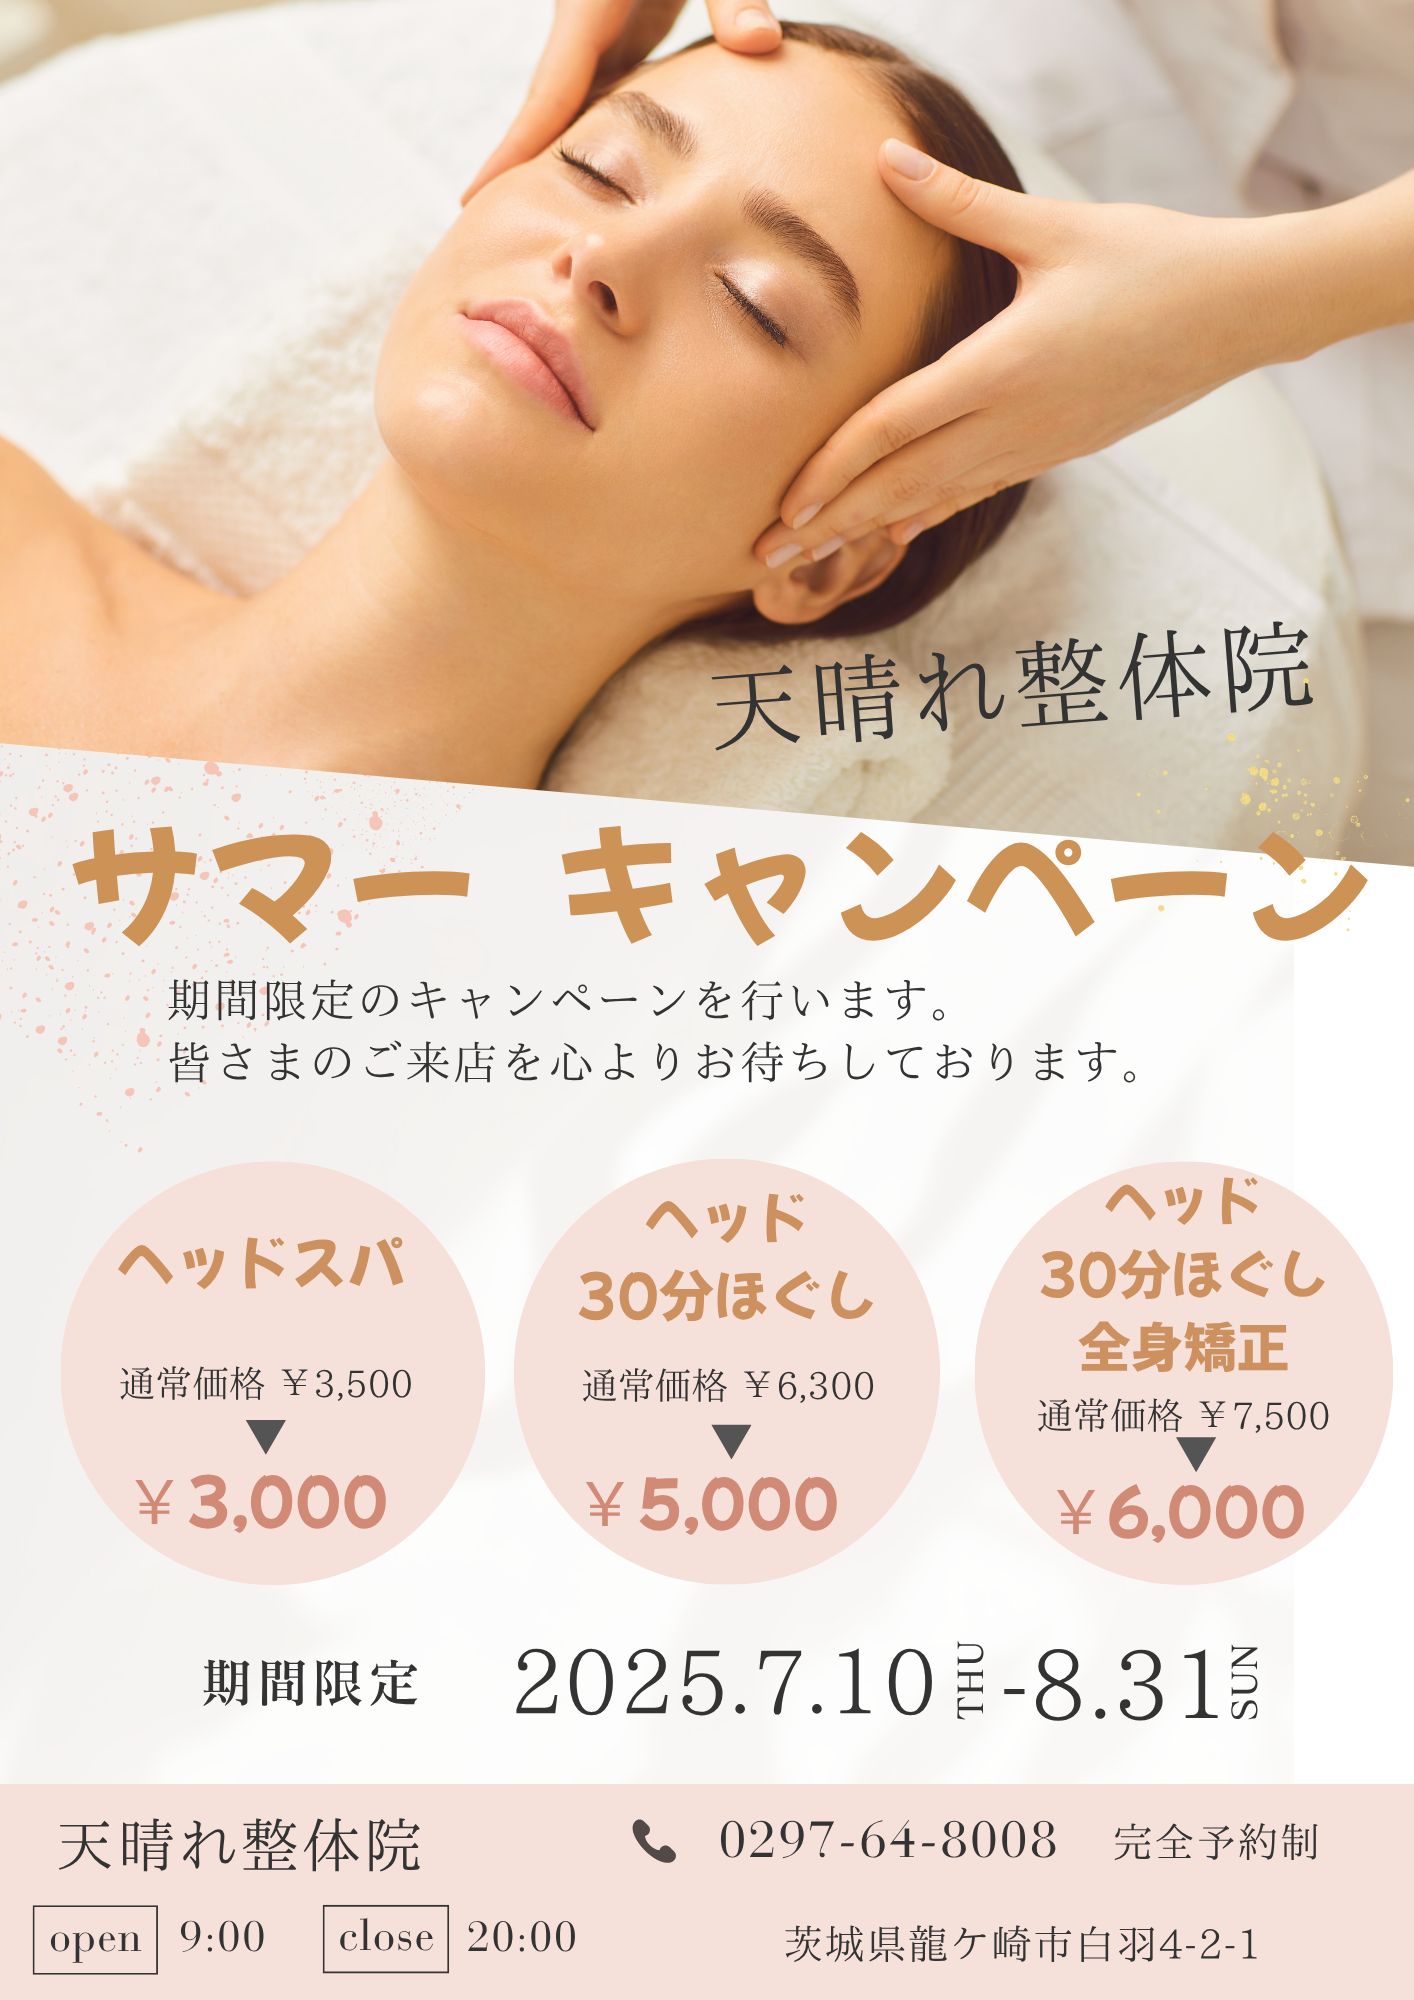 天晴れ整体院
サマー キャンペーン
期間限定のキャンペーンを行います。
皆さまのご来店を心よりお待ちしております。
ヘッドスパ
通常価格 ¥3,500
▼
¥3,000
ヘッド
30分ほぐし
通常価格 ¥6,300
▼
¥5,000
ヘッド
30分ほぐし
全身矯正
通常価格 ¥7,500
▼
¥6,000
期間限定 2025.7.10 THU -8.31 SUN
天晴れ整体院
0297-64-8008 完全予約制
open 9:00 close 20:00
茨城県龍ケ崎市白羽4-2-1